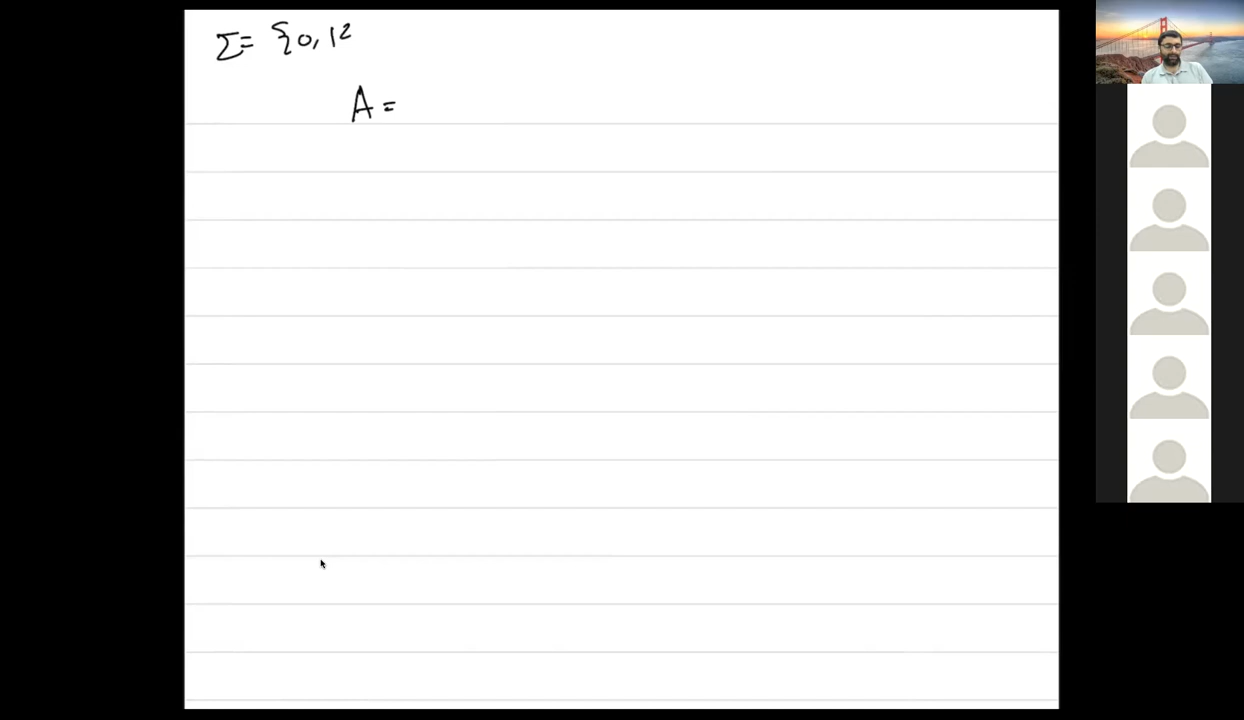 Σ = {0, 1}
A =